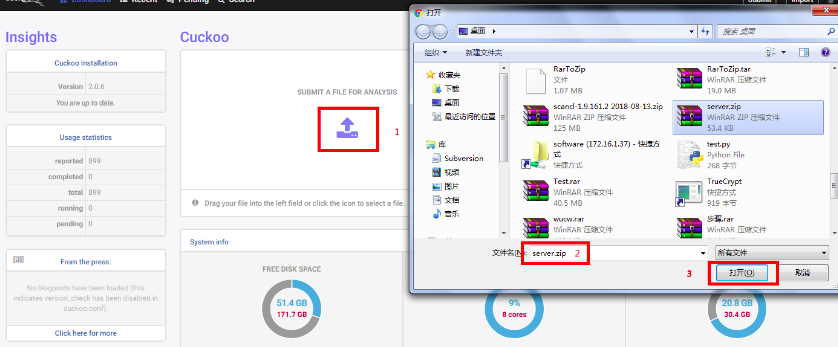 Dashboard Recent Pending Search
Submit Import
Insights
Cuckoo Installation
Version 2.0.6
You are up to date.
Usage statistics
reported 899
completed 0
total 899
running 0
pending 0
From the press:
No blogposts have been loaded (this
indicates version_check has been disabled in
cuckoo.conf).
Click here for more
Cuckoo
SUBMIT A FILE FOR ANALYSIS
1
Drag your file into the left field or click the icon to select a file.
System info
FREE DISK SPACE
51.4 GB
171.7 GB
9%
8 cores
20.8 GB
30.4 GB
打开
桌面
搜索 桌面
组织
新建文件夹
收藏夹
下载
桌面
最近访问的位置
库
Subversion
视频
图片
文档
音乐
RarToZip
文件
1.07 MB
RarToZip.tar
WinRAR 压缩文件
19.0 MB
scancl-1.9.161.2 2018-08-13.zip
WinRAR ZIP 压缩文件
125 MB
server.zip
WinRAR ZIP 压缩文件
53.4 KB
software (172.16.1.37) - 快捷方
式
快捷方式
test.py
Python File
268 字节
Test.rar
WinRAR 压缩文件
40.5 MB
TrueCrypt
快捷方式
919 字节
wucw.rar
WinRAR 压缩文件
步骤.rar
WinRAR 压缩文件
文件名(N: server.zip 2
所有文件
3
打开(O)
取消